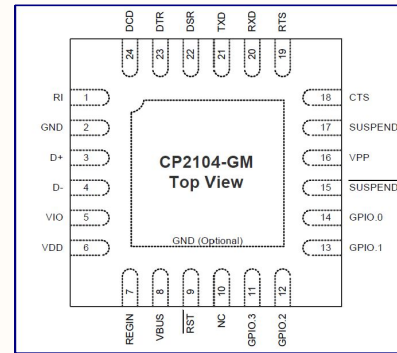 DCD
DTR
DSR
TXD
RXD
RTS
24
23
22
21
20
19
RI 1
GND 2
D+ 3
D- 4
VIO 5
VDD 6
CP2104-GM
Top View
GND (Optional)
18 CTS
17 SUSPEND
16 VPP
15 SUSPEND
14 GPIO.0
13 GPIO.1
7
8
9
10
11
12
REGIN
VBUS
RST
NC
GPIO.3
GPIO.2